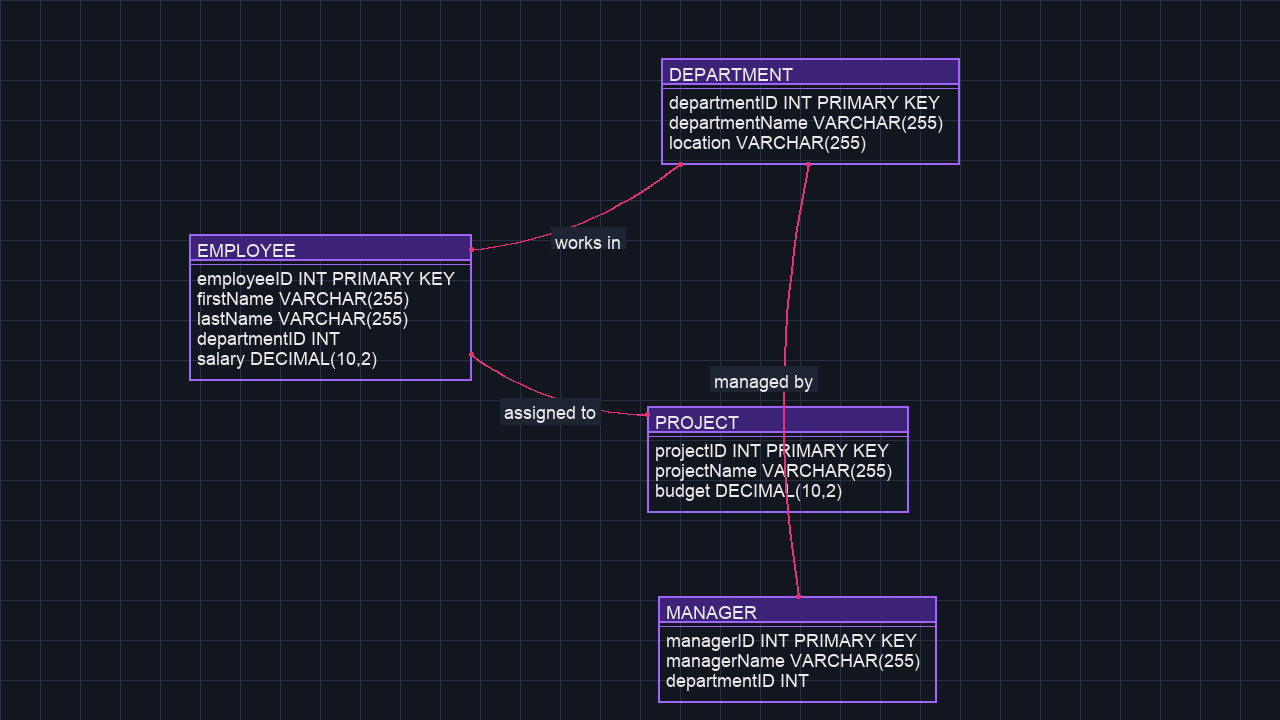 DEPARTMENT
departmentID INT PRIMARY KEY
departmentName VARCHAR(255)
location VARCHAR(255)
works in
EMPLOYEE
employeeID INT PRIMARY KEY
firstName VARCHAR(255)
lastName VARCHAR(255)
departmentID INT
salary DECIMAL(10,2)
managed by
assigned to
PROJECT
projectID INT PRIMARY KEY
projectName VARCHAR(255)
budget DECIMAL(10,2)
MANAGER
managerID INT PRIMARY KEY
managerName VARCHAR(255)
departmentID INT